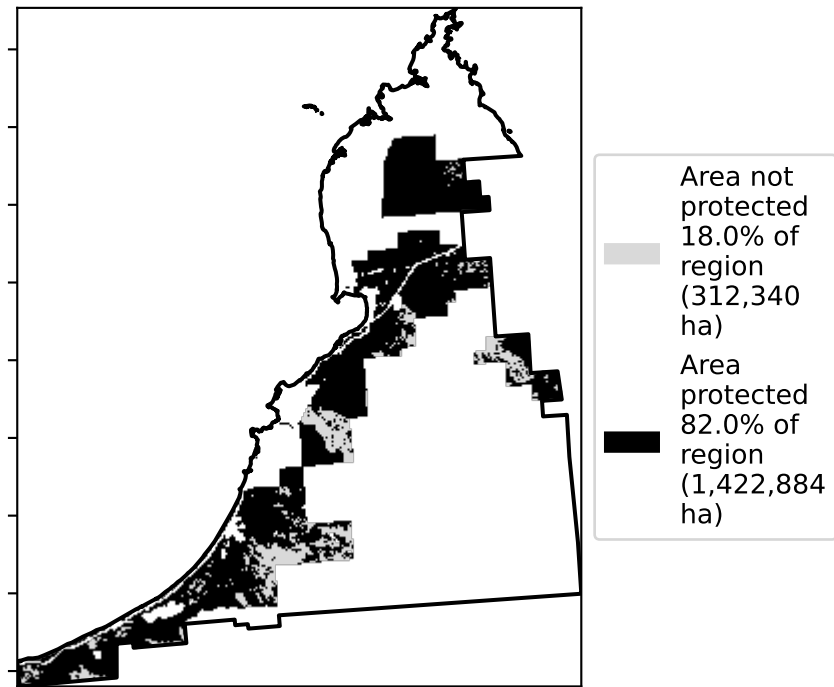 Area not
protected
18.0% of
region
(312,340
ha)
Area
protected
82.0% of
region
(1,422,884
ha)